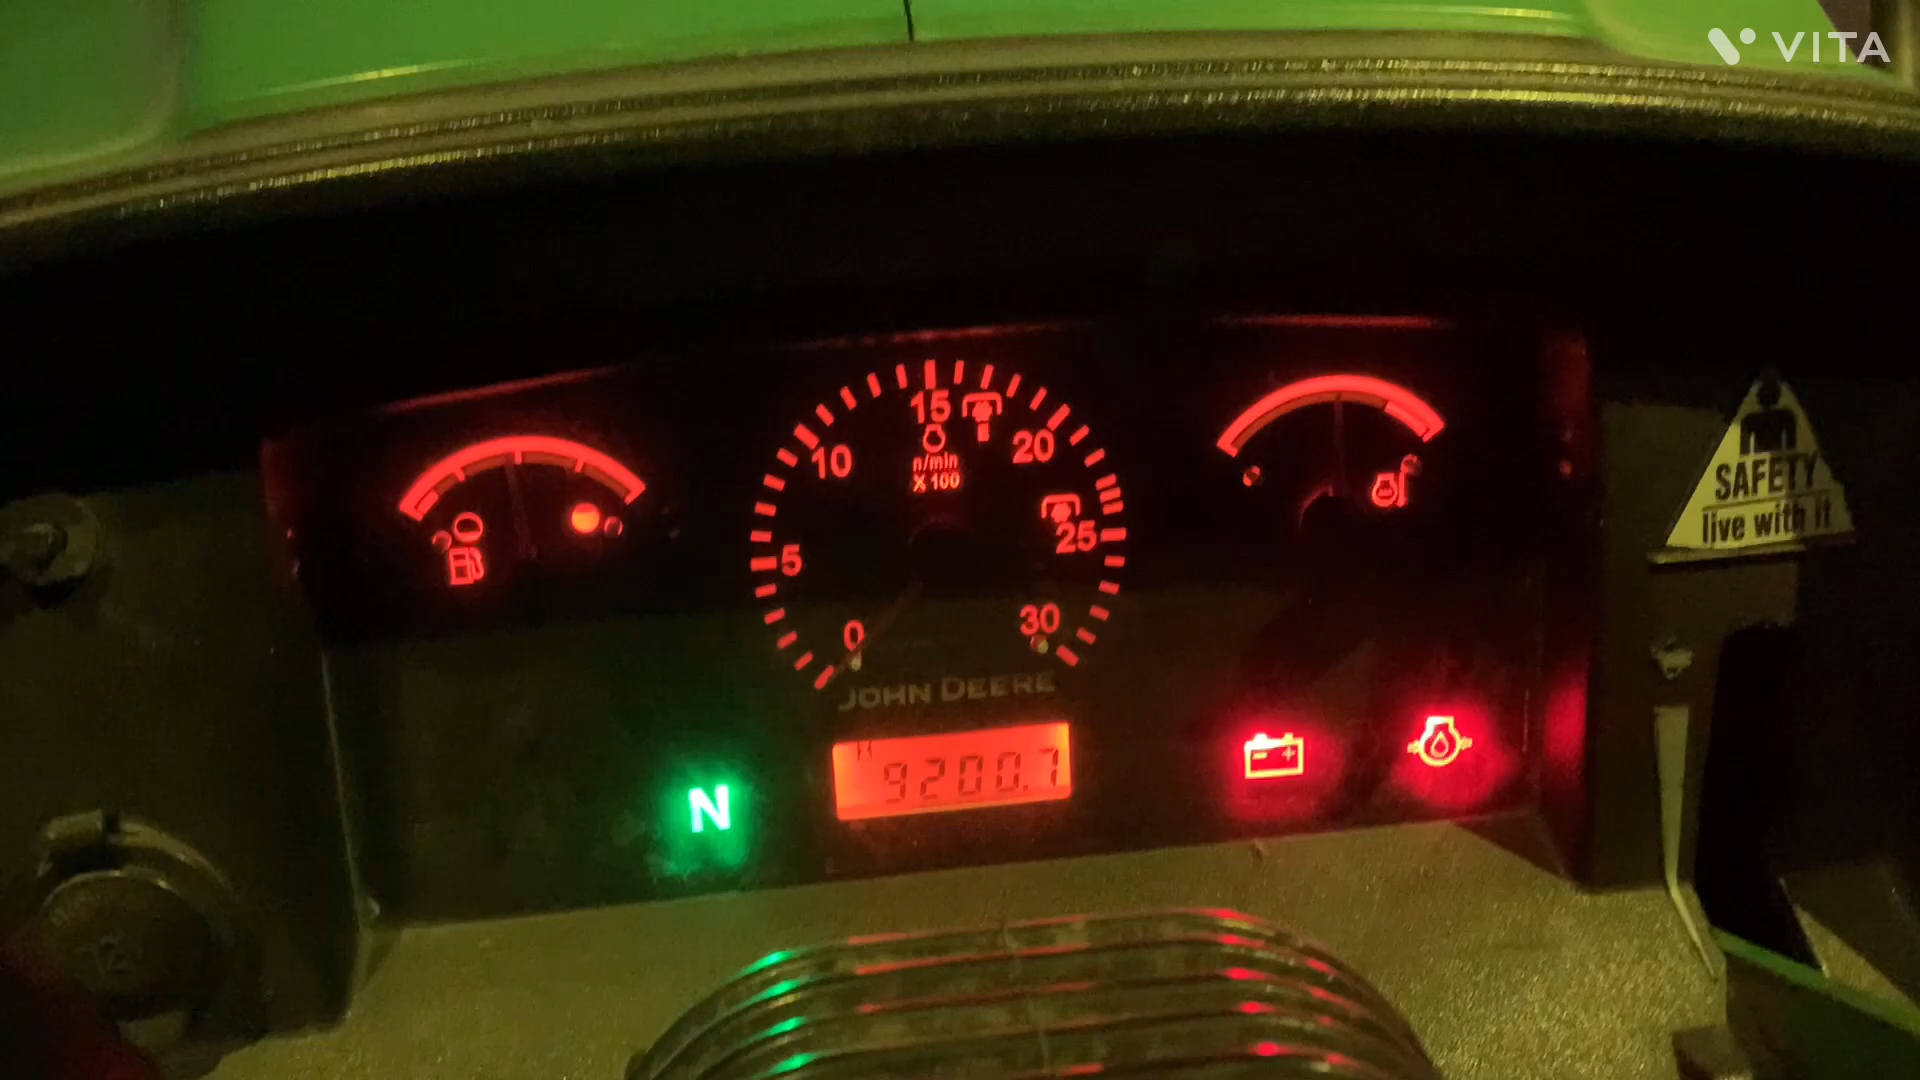 VITA
15
10
20
n/min
X 100
5
25
0
30
JOHN DEERE
H
9200.7
N
SAFETY
live with it